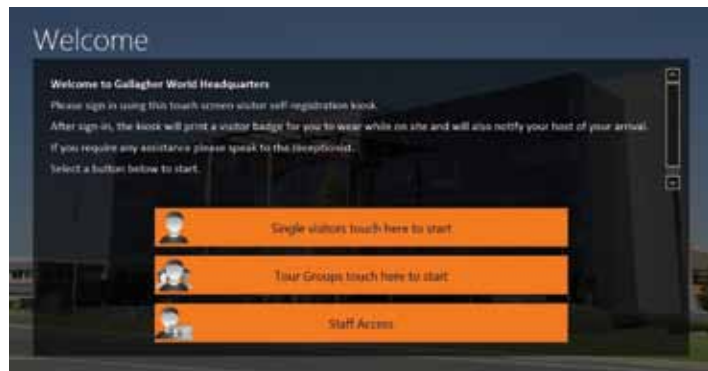 Welcome
Welcome to Gallagher World Headquarters
Please sign in using this touch screen visitor self-registration kiosk.
After sign-in, the kiosk will print a visitor badge for you to wear while on site and will also notify your host of your arrival.
If you require any assistance please speak to the receptionist.
Select a button below to start.
Single visitors touch here to start
Tour Groups touch here to start
Staff Access